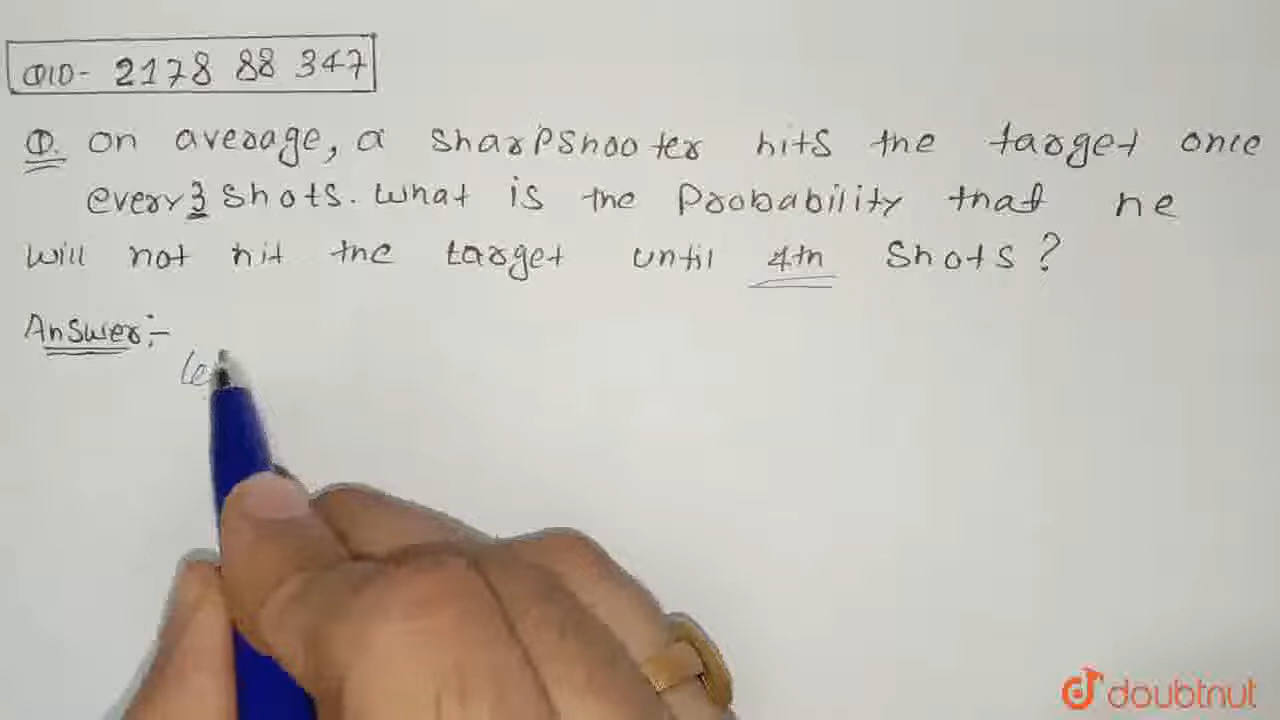 QID- 2178 88 347
Q. on average, a sharpshooter hits the target once
every 3 shots. What is the Probability that he
will not hit the target until 4th shots?
Answer:-
le
doubtnut